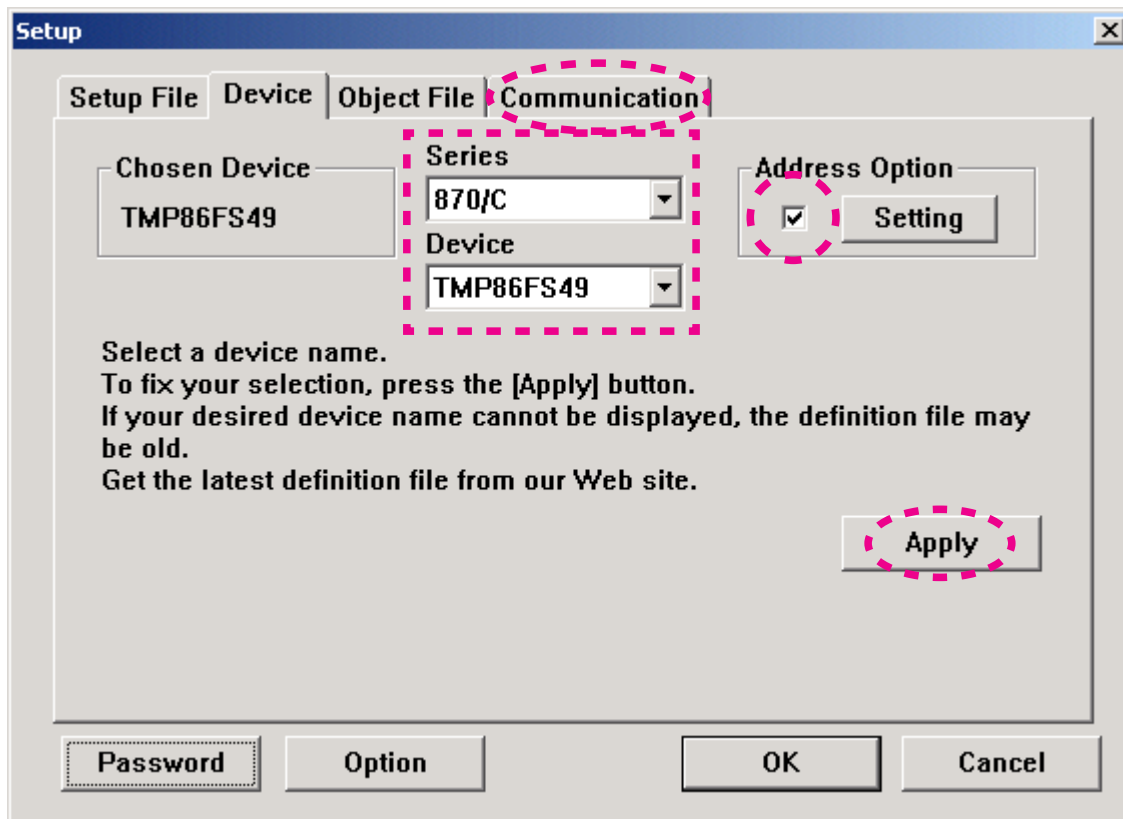 Setup
Setup File Device Object File Communication
Chosen Device
TMP86FS49
Series
870/C
Device
TMP86FS49
Address Option
Setting
Select a device name.
To fix your selection, press the [Apply] button.
If your desired device name cannot be displayed, the definition file may
be old.
Get the latest definition file from our Web site.
Apply
Password Option OK Cancel